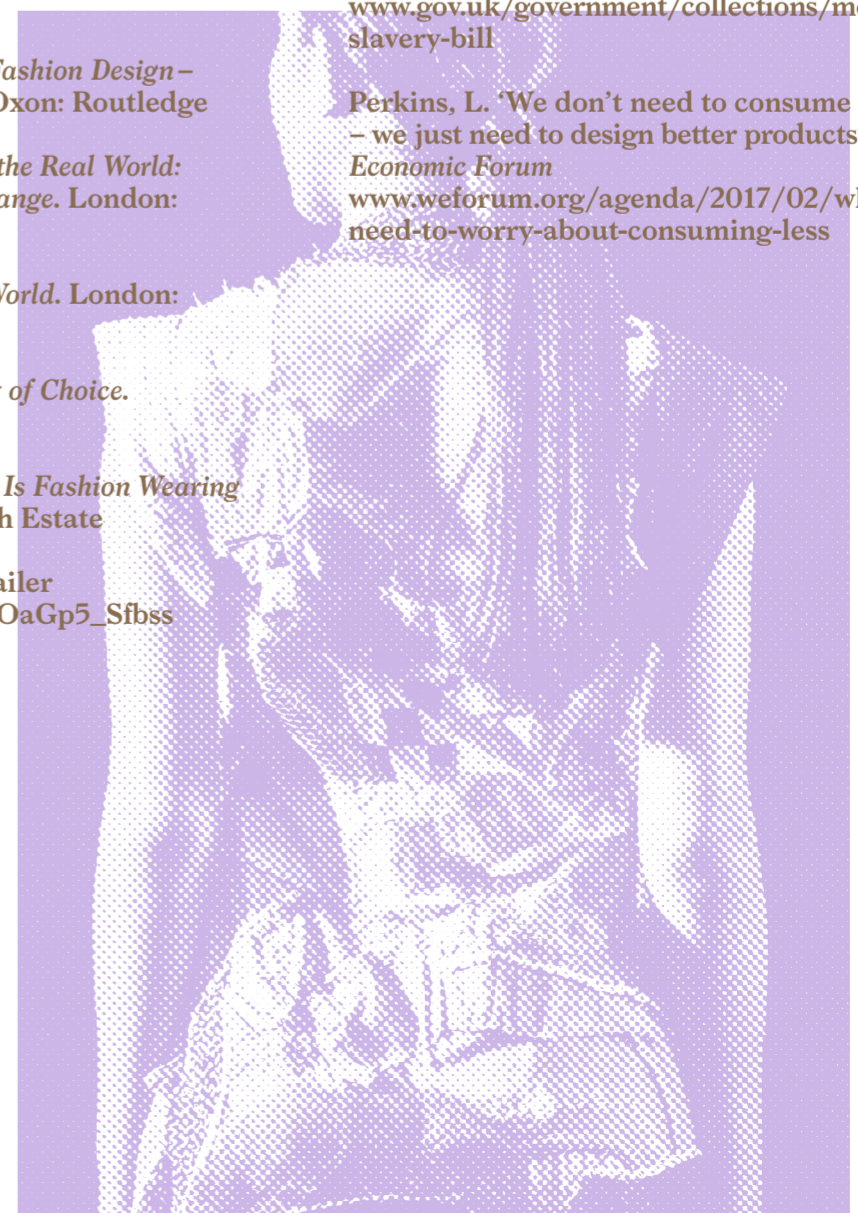 Fashion Design –
Oxon: Routledge
the Real World:
ange. London:
World. London:
of Choice.
Is Fashion Wearing
h Estate
ailer
OaGp5_Sfbss
www.gov.uk/government/collections/mo
slavery-bill
Perkins, L. ‘We don’t need to consume
– we just need to design better products
Economic Forum
www.weforum.org/agenda/2017/02/wh
need-to-worry-about-consuming-less